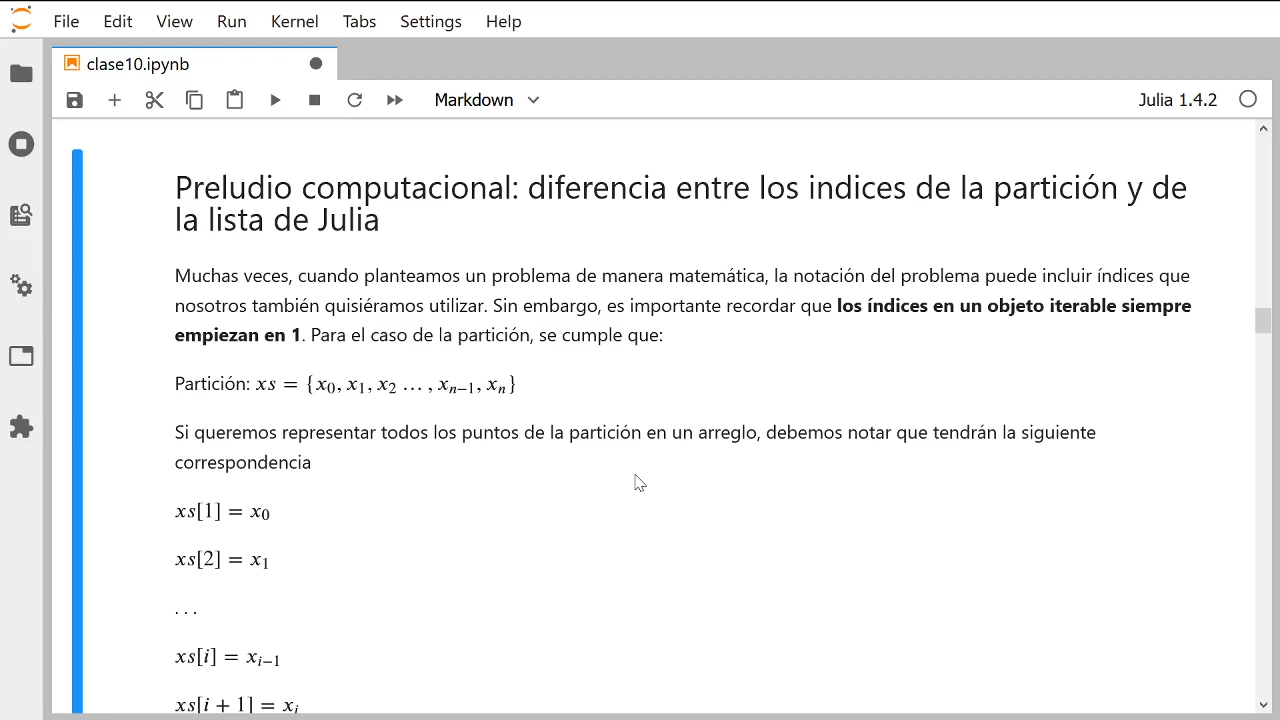 File Edit View Run Kernel Tabs Settings Help
clase10.ipynb
Markdown
Julia 1.4.2
Preludio computacional: diferencia entre los indices de la partición y de
la lista de Julia
Muchas veces, cuando planteamos un problema de manera matemática, la notación del problema puede incluir índices que
nosotros también quisiéramos utilizar. Sin embargo, es importante recordar que los índices en un objeto iterable siempre
empiezan en 1. Para el caso de la partición, se cumple que:
Partición: xs = {x₀, x₁, x₂ … , xₙ₋₁, xₙ}
Si queremos representar todos los puntos de la partición en un arreglo, debemos notar que tendrán la siguiente
correspondencia
xs[1] = x₀
xs[2] = x₁
...
xs[i] = xᵢ₋₁
xs[i + 1] = xᵢ